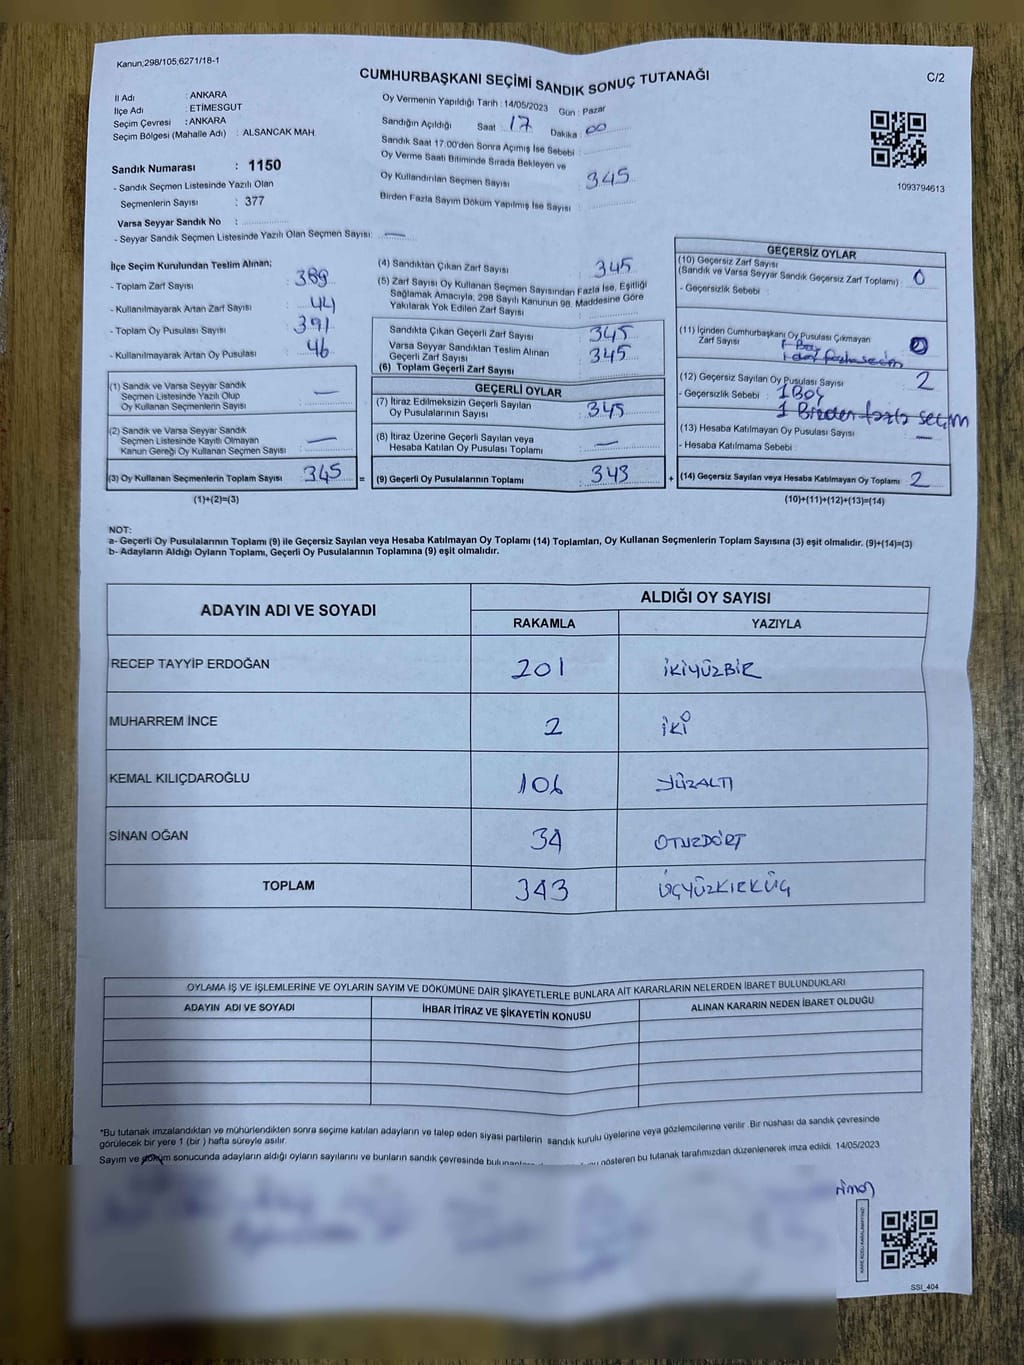 Kanun,298/105,6271/18-1
CUMHURBAŞKANI SEÇİMİ SANDIK SONUÇ TUTANAĞI
C/2
İl Adı : ANKARA
İlçe Adı : ETİMESGUT
Seçim Çevresi : ANKARA
Seçim Bölgesi (Mahalle Adı) : ALSANCAK MAH.
Sandık Numarası : 1150
- Sandık Seçmen Listesinde Yazılı Olan
Seçmenlerin Sayısı : 377
Varsa Seyyar Sandık No :
- Seyyar Sandık Seçmen Listesinde Yazılı Olan Seçmen Sayısı: —
Oy Vermenin Yapıldığı Tarih : 14/05/2023 Gün : Pazar
Sandığın Açıldığı Saat : 17 Dakika : 00
Sandık Saat 17:00'den Sonra Açımış İse Sebebi :
Oy Verme Saati Bitiminde Sırada Bekleyen ve
Oy Kullandırılan Seçmen Sayısı : 345
Birden Fazla Sayım Döküm Yapılmış İse Sayısı :
1093794613
İlçe Seçim Kurulundan Teslim Alınan;
- Toplam Zarf Sayısı : 389
- Kullanılmayarak Artan Zarf Sayısı : 44
- Toplam Oy Pusulası Sayısı : 391
- Kullanılmayarak Artan Oy Pusulası : 46
(1) Sandık ve Varsa Seyyar Sandık
Seçmen Listesinde Yazılı Olup
Oy Kullanan Seçmenlerin Sayısı : —
(2) Sandık ve Varsa Seyyar Sandık
Seçmen Listesinde Kayıtlı Olmayan
Kanun Gereği Oy Kullanan Seçmen Sayısı : —
(3) Oy Kullanan Seçmenlerin Toplam Sayısı : 345 =
(1)+(2)=(3)
(4) Sandıktan Çıkan Zarf Sayısı : 345
(5) Zarf Sayısı Oy Kullanan Seçmen Sayısından Fazla İse, Eşitliği
Sağlamak Amacıyla, 298 Sayılı Kanunun 98. Maddesine Göre
Yakılarak Yok Edilen Zarf Sayısı :
Sandıkta Çıkan Geçerli Zarf Sayısı : 345
Varsa Seyyar Sandıktan Teslim Alınan
Geçerli Zarf Sayısı : 345
(6) Toplam Geçerli Zarf Sayısı :
GEÇERLİ OYLAR
(7) İtiraz Edilmeksizin Geçerli Sayılan
Oy Pusulalarının Sayısı : 345
(8) İtiraz Üzerine Geçerli Sayılan veya
Hesaba Katılan Oy Pusulası Toplamı : —
(9) Geçerli Oy Pusulalarının Toplamı : 343 +
GEÇERSİZ OYLAR
(10) Geçersiz Zarf Sayısı
(Sandık ve Varsa Seyyar Sandık Geçersiz Zarf Toplamı) : 0
- Geçersizlik Sebebi :
(11) İçinden Cumhurbaşkanı Oy Pusulası Çıkmayan
Zarf Sayısı
(12) Geçersiz Sayılan Oy Pusulası Sayısı : 2
- Geçersizlik Sebebi : 1 Boş
1 Birden fazla seçim
(13) Hesaba Katılmayan Oy Pusulası Sayısı : —
- Hesaba Katılmama Sebebi :
(14) Geçersiz Sayılan veya Hesaba Katılmayan Oy Toplamı : 2
(10)+(11)+(12)+(13)=(14)
NOT:
a- Geçerli Oy Pusulalarının Toplamı (9) ile Geçersiz Sayılan veya Hesaba Katılmayan Oy Toplamı (14) Toplamları, Oy Kullanan Seçmenlerin Toplam Sayısına (3) eşit olmalıdır. (9)+(14)=(3)
b- Adayların Aldığı Oyların Toplamı, Geçerli Oy Pusulalarının Toplamına (9) eşit olmalıdır.
ADAYIN ADI VE SOYADI ALDIĞI OY SAYISI
RAKAMLA YAZIYLA
RECEP TAYYİP ERDOĞAN 201 İKİYÜZBİR
MUHARREM İNCE 2 İKİ
KEMAL KILIÇDAROĞLU 106 YÜZALTI
SİNAN OĞAN 34 OTUZDÖRT
TOPLAM 343 ÜÇYÜZKIRKÜÇ
OYLAMA İŞ VE İŞLEMLERİNE VE OYLARIN SAYIM VE DÖKÜMÜNE DAİR ŞİKAYETLERLE BUNLARA AİT KARARLARIN NELERDEN İBARET BULUNDUKLARI
ADAYIN ADI VE SOYADI İHBAR İTİRAZ VE ŞİKAYETİN KONUSU ALINAN KARARIN NEDEN İBARET OLDUĞU
*Bu tutanak imzalandıktan ve mühürlendikten sonra seçime katılan adayların ve talep eden siyasi partilerin sandık kurulu üyelerine veya gözlemcilerine verilir. Bir nüshası da sandık çevresinde
görülecek bir yere 1 (bir ) hafta süreyle asılır.
Sayım ve döküm sonucunda adayların aldığı oyların sayılarını ve bunların sandık çevresinde gösteren bu tutanak tarafımızdan düzenlenerek imza edildi. 14/05/2023
SSI_404